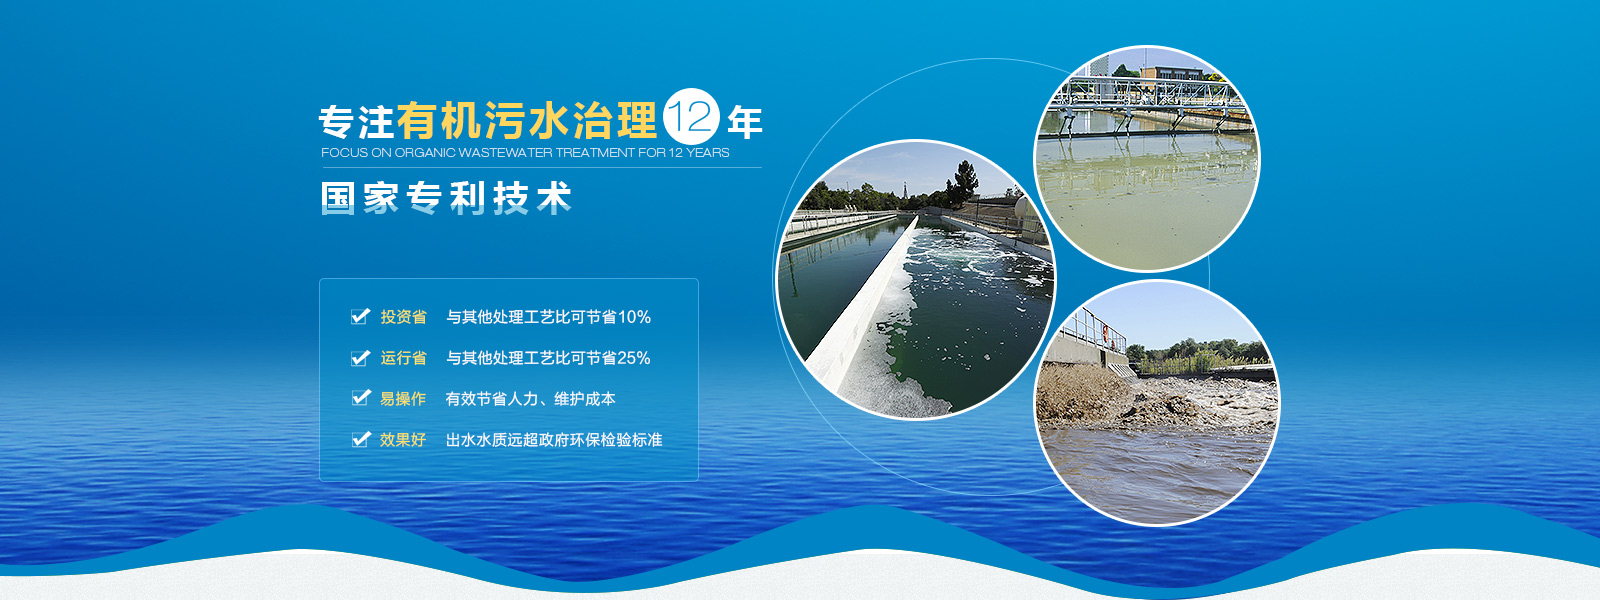 专注有机污水治理12年
FOCUS ON ORGANIC WASTEWATER TREATMENT FOR 12 YEARS
国家专利技术
投资省 与其他处理工艺比可节省10%
运行省 与其他处理工艺比可节省25%
易操作 有效节省人力、维护成本
效果好 出水水质远超政府环保检验标准